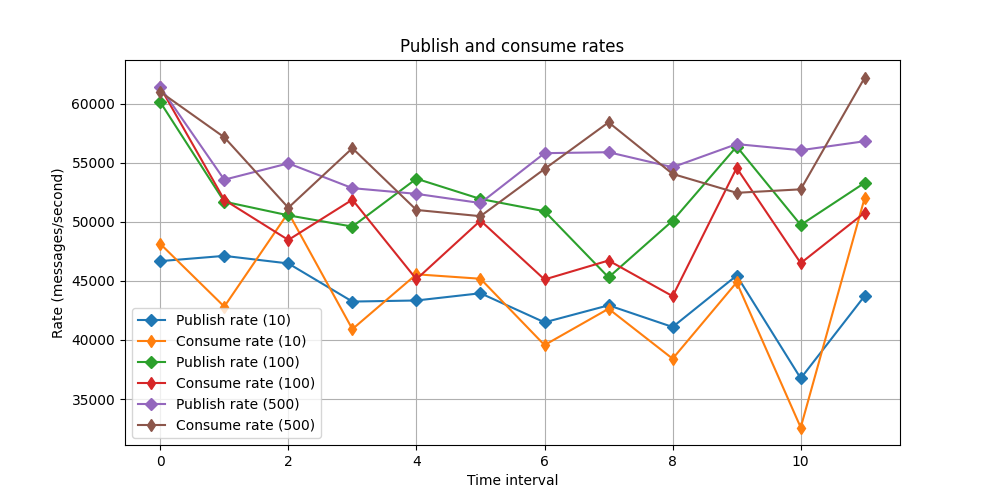 Publish and consume rates
Rate (messages/second)
60000
55000
50000
45000
40000
35000
Publish rate (10)
Consume rate (10)
Publish rate (100)
Consume rate (100)
Publish rate (500)
Consume rate (500)
0 2 4 6 8 10
Time interval